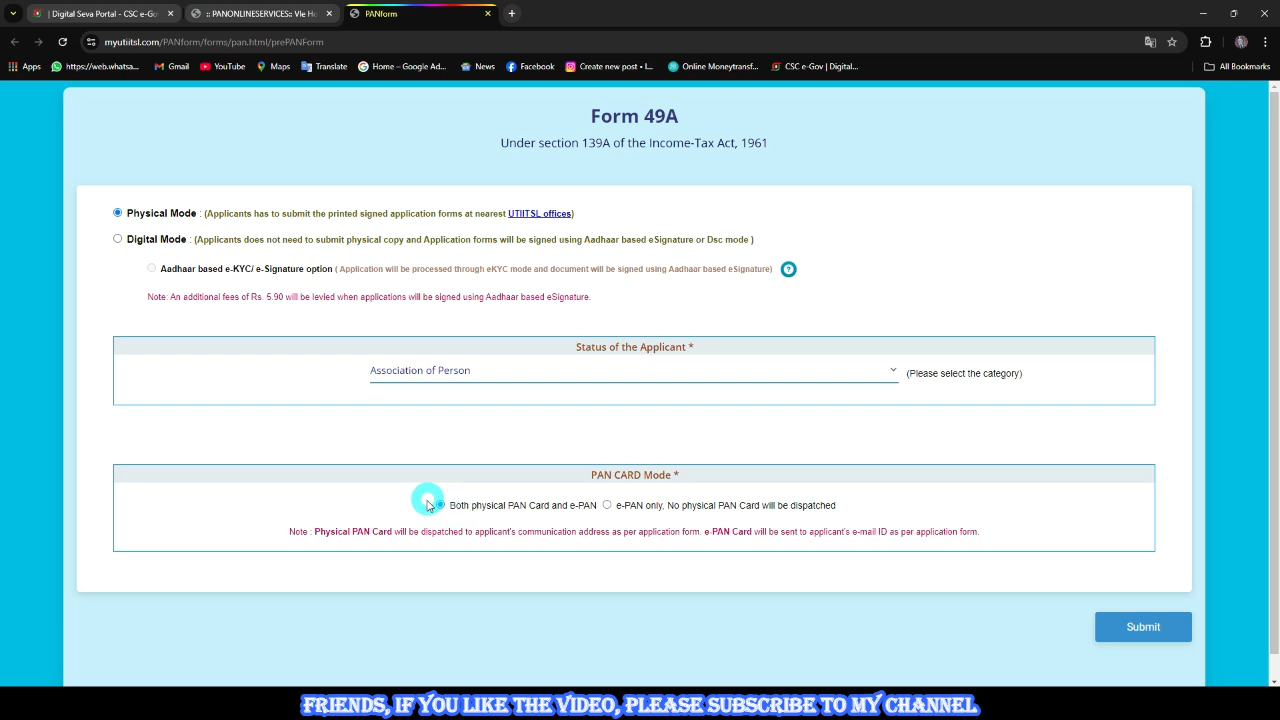 | Digital Seva Portal - CSC e-Go
:: PANONLINESERVICES:: Vle Ho
PANform
myutiitsl.com/PANform/forms/pan.html/prePANForm
Apps
https://web.whatsa...
Gmail
YouTube
Maps
Translate
Home – Google Ad...
News
Facebook
Create new post • I...
Online Moneytransf...
CSC e-Gov | Digital...
All Bookmarks
Form 49A
Under section 139A of the Income-Tax Act, 1961
Physical Mode : (Applicants has to submit the printed signed application forms at nearest UTIITSL offices)
Digital Mode : (Applicants does not need to submit physical copy and Application forms will be signed using Aadhaar based eSignature or Dsc mode )
Aadhaar based e-KYC/ e-Signature option ( Application will be processed through eKYC mode and document will be signed using Aadhaar based eSignature) ?
Note: An additional fees of Rs. 5.90 will be levied when applications will be signed using Aadhaar based eSignature.
Status of the Applicant *
Association of Person
(Please select the category)
PAN CARD Mode *
Both physical PAN Card and e-PAN
e-PAN only, No physical PAN Card will be dispatched
Note : Physical PAN Card will be dispatched to applicant's communication address as per application form. e-PAN Card will be sent to applicant's e-mail ID as per application form.
Submit
FRIENDS, IF YOU LIKE THE VIDEO, PLEASE SUBSCRIBE TO MY CHANNEL